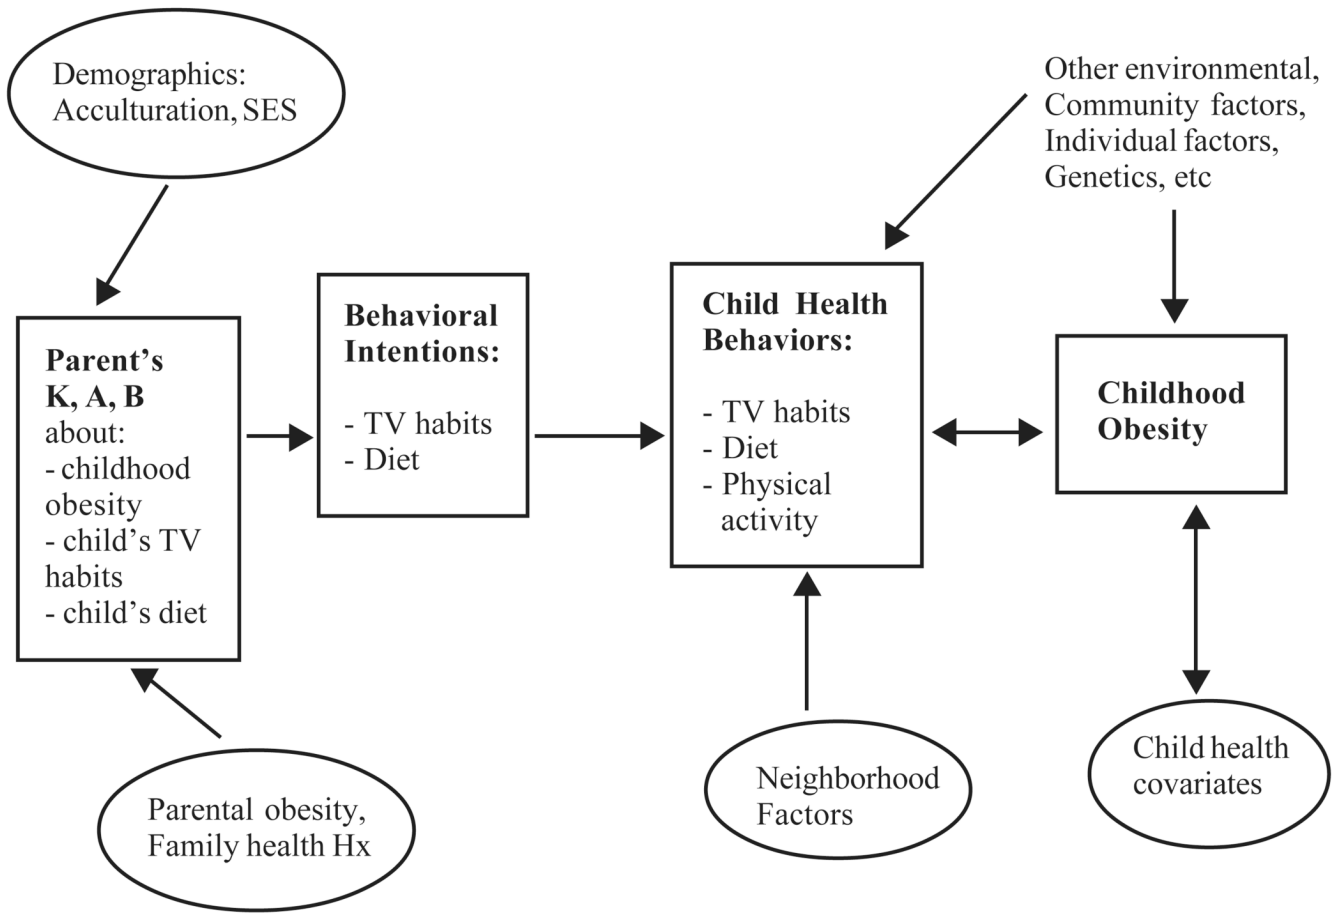 Demographics:
Acculturation, SES
Other environmental,
Community factors,
Individual factors,
Genetics, etc
Parent's
K, A, B
about:
- childhood
obesity
- child's TV
habits
- child's diet
Behavioral
Intentions:
- TV habits
- Diet
Child Health
Behaviors:
- TV habits
- Diet
- Physical
activity
Childhood
Obesity
Parental obesity,
Family health Hx
Neighborhood
Factors
Child health
covariates